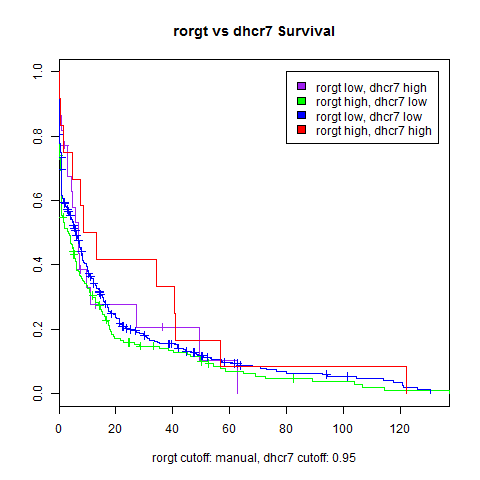 rorgt vs dhcr7 Survival
rorgt low, dhcr7 high
rorgt high, dhcr7 low
rorgt low, dhcr7 low
rorgt high, dhcr7 high
1.0
0.8
0.6
0.4
0.2
0.0
0 20 40 60 80 100 120
rorgt cutoff: manual, dhcr7 cutoff: 0.95